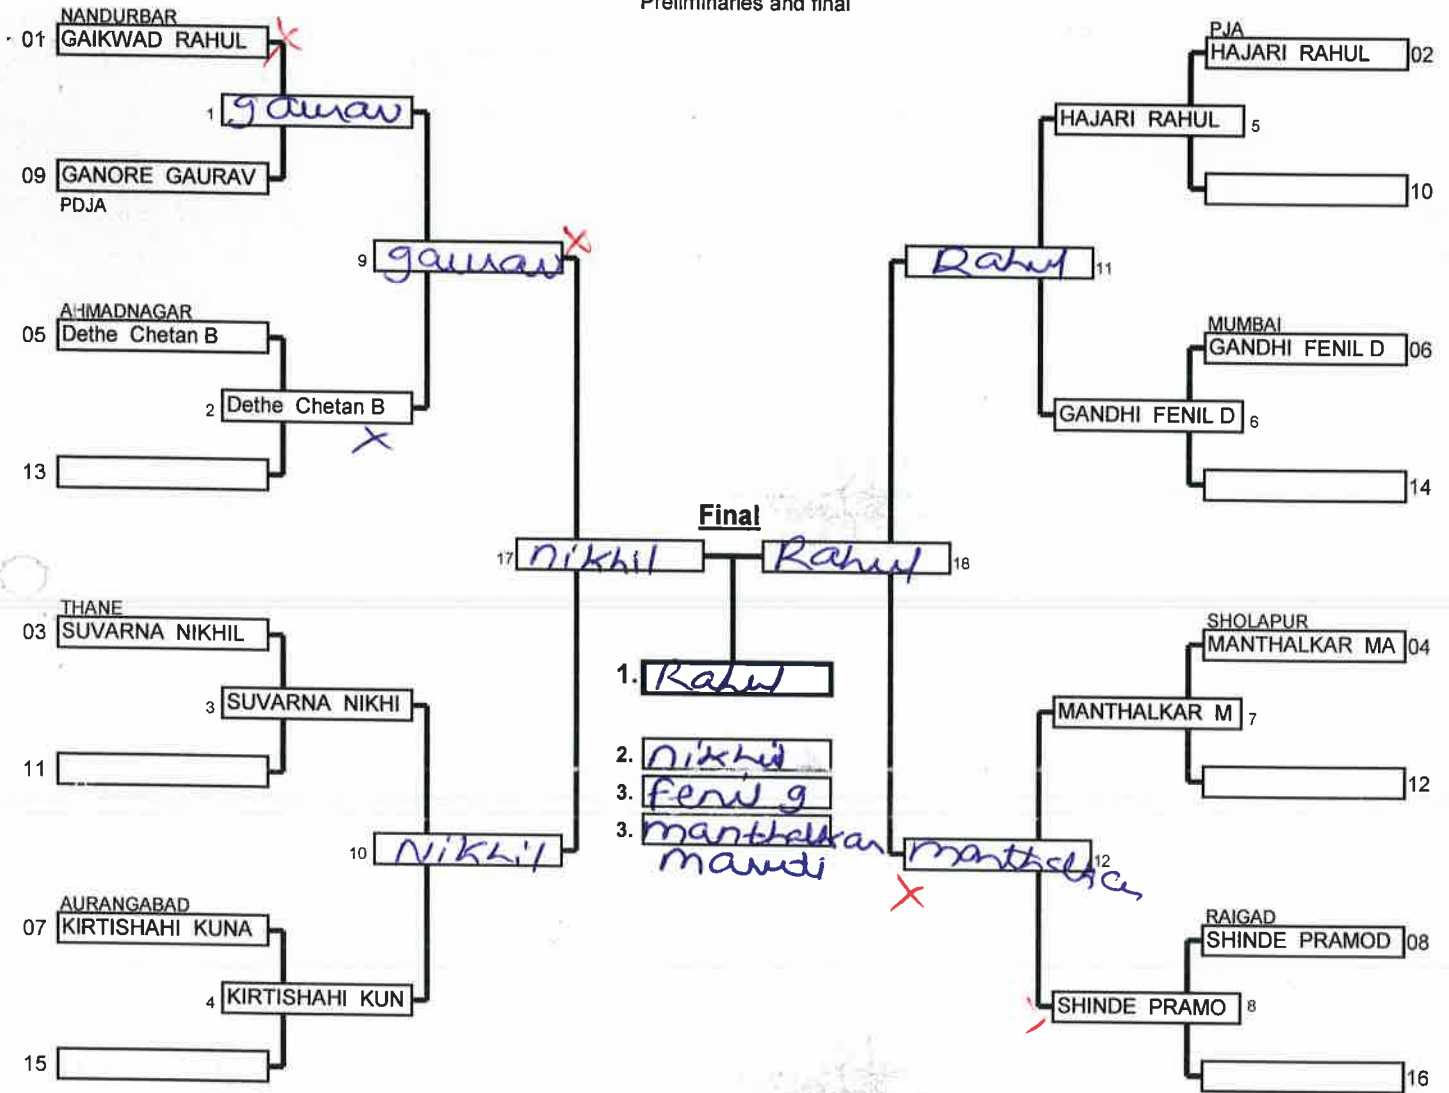 Preliminaries and final
NANDURBAR
01 GAIKWAD RAHUL
1 gaurav
09 GANORE GAURAV
PDJA
9 gaurav
AHMADNAGAR
05 Dethe Chetan B
2 Dethe Chetan B
13
17 nikhil
THANE
03 SUVARNA NIKHIL
3 SUVARNA NIKHI
11
10 Nikhil
AURANGABAD
07 KIRTISHAHI KUNA
4 KIRTISHAHI KUN
15
Final
1. Rahul
2. nikhil
3. fenil g
3. manthalkar
marudi
PJA
HAJARI RAHUL 02
HAJARI RAHUL 5
10
Rahul 11
MUMBAI
GANDHI FENIL D 06
GANDHI FENIL D 6
14
Rahul 18
SHOLAPUR
MANTHALKAR MA 04
MANTHALKAR M 7
12
manthalkar 12
RAIGAD
SHINDE PRAMOD 08
SHINDE PRAMO 8
16